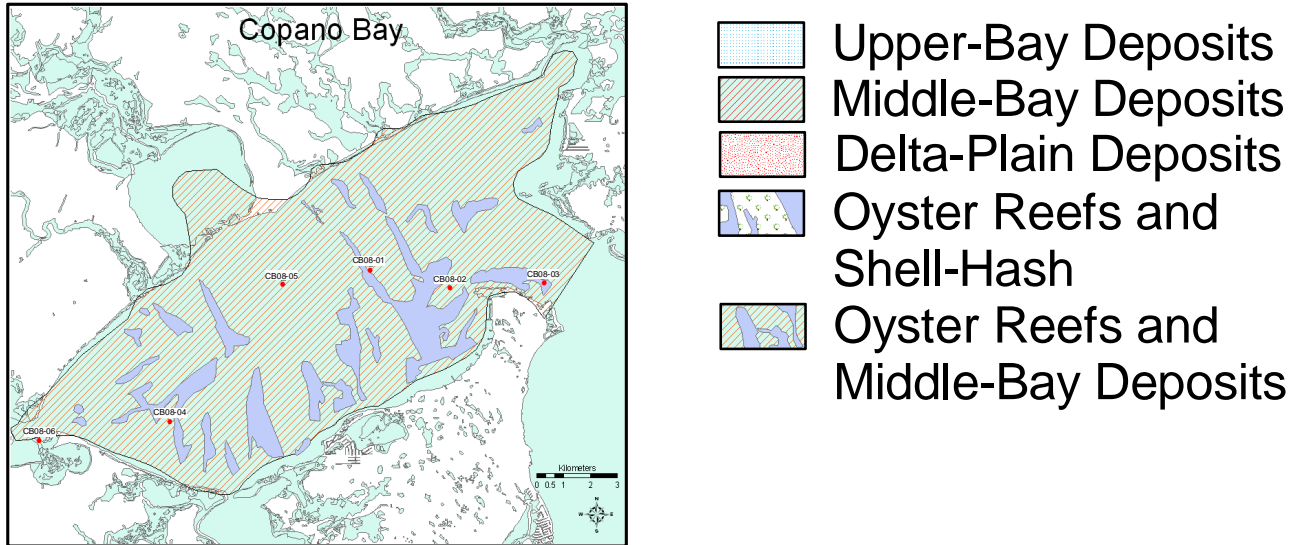 Copano Bay
CB08-01
CB08-05
CB08-02
CB08-03
CB08-04
CB08-06
Kilometers
0 0.5 1 2 3
N
W E
S
Upper-Bay Deposits
Middle-Bay Deposits
Delta-Plain Deposits
Oyster Reefs and
Shell-Hash
Oyster Reefs and
Middle-Bay Deposits